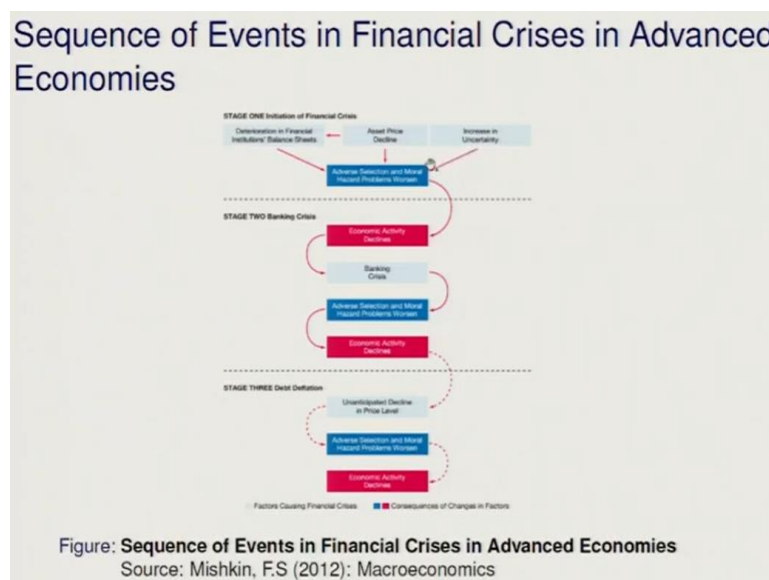 Sequence of Events in Financial Crises in Advanced
Economies
STAGE ONE Initiation of Financial Crisis
Deterioration in Financial
Institutions' Balance Sheets
Asset Price
Decline
Increase in
Uncertainty
Adverse Selection and Moral
Hazard Problems Worsen
STAGE TWO Banking Crisis
Economic Activity
Declines
Banking
Crisis
Adverse Selection and Moral
Hazard Problems Worsen
Economic Activity
Declines
STAGE THREE Debt Deflation
Unanticipated Decline
in Price Level
Adverse Selection and Moral
Hazard Problems Worsen
Economic Activity
Declines
Factors Causing Financial Crises
Consequences of Changes in Factors
Figure: Sequence of Events in Financial Crises in Advanced Economies
Source: Mishkin, F.S (2012): Macroeconomics